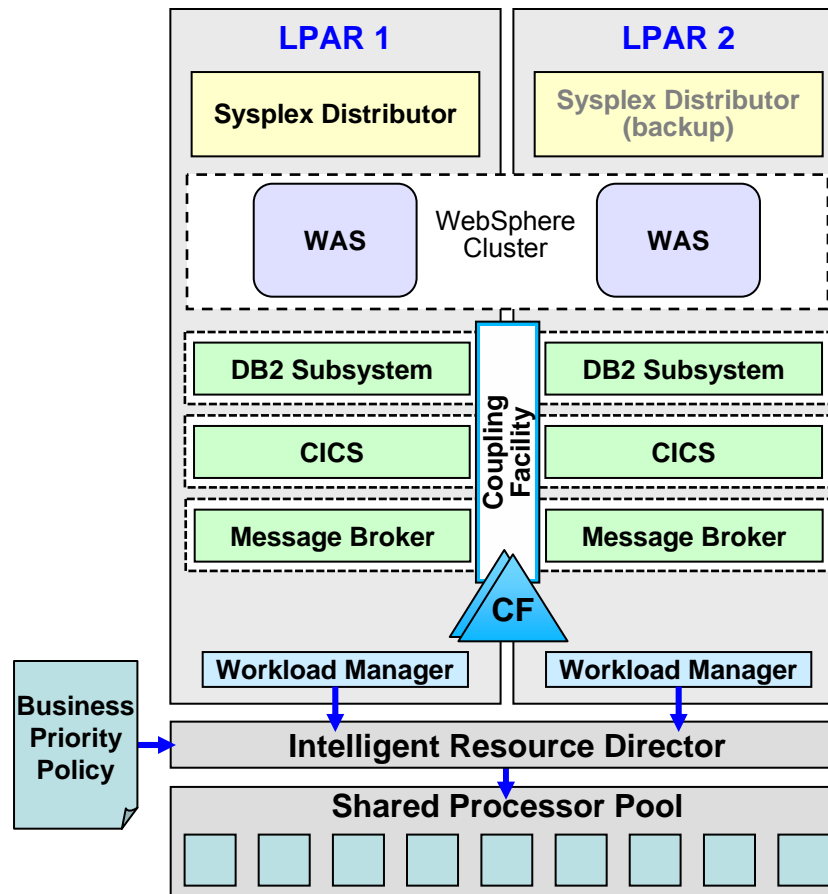 LPAR 1
LPAR 2
Sysplex Distributor
Sysplex Distributor
(backup)
WAS
WebSphere
Cluster
WAS
DB2 Subsystem
DB2 Subsystem
Coupling
Facility
CICS
CICS
Message Broker
Message Broker
CF
Workload Manager
Workload Manager
Business
Priority
Policy
Intelligent Resource Director
Shared Processor Pool